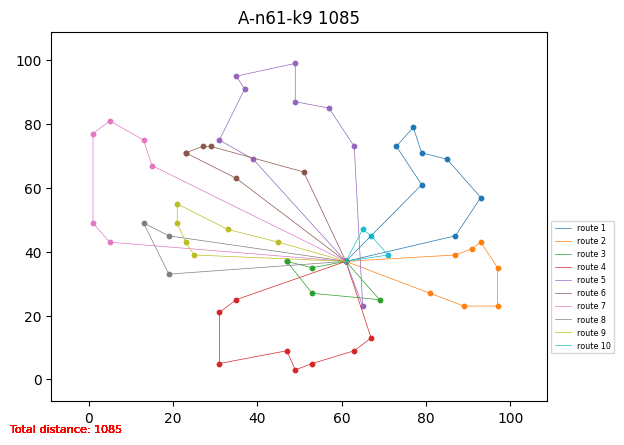 A-n61-k9 1085
100
80
60
40
20
0
0 20 40 60 80 100
route 1
route 2
route 3
route 4
route 5
route 6
route 7
route 8
route 9
route 10
Total distance: 1085